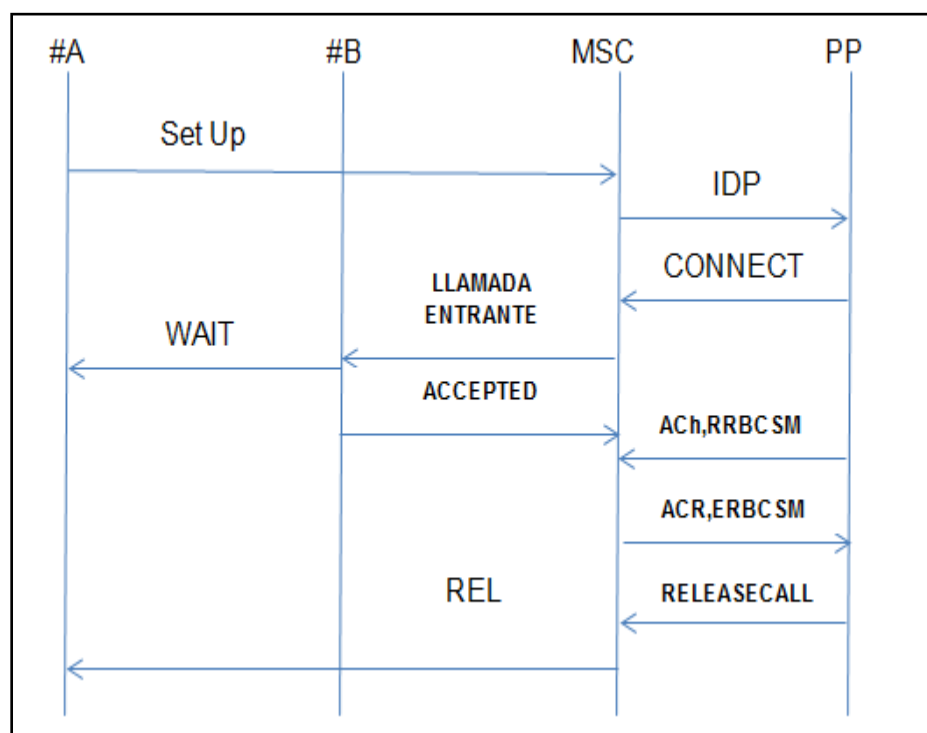 #A #B MSC PP
Set Up
IDP
CONNECT
LLAMADA
ENTRANTE
WAIT
ACCEPTED
ACh,RRBCSM
ACR,ERBCSM
REL
RELEASECALL